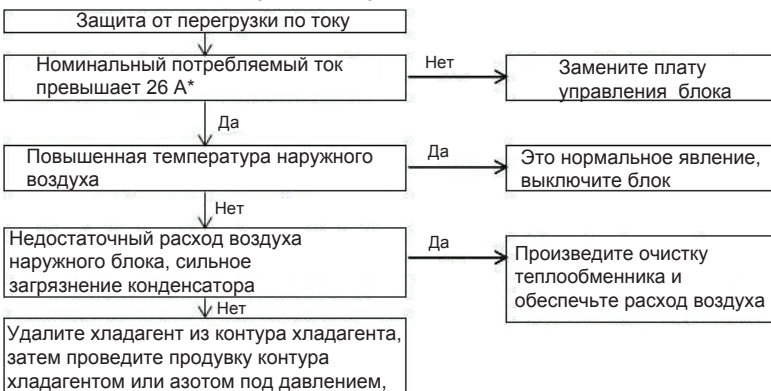 Защита от перегрузки по току
Номинальный потребляемый ток
превышает 26 А*
Нет
Замените плату
управления блока
Да
Повышенная температура наружного
воздуха
Да
Это нормальное явление,
выключите блок
Нет
Недостаточный расход воздуха
наружного блока, сильное
загрязнение конденсатора
Да
Произведите очистку
теплообменника и
обеспечьте расход воздуха
Нет
Удалите хладагент из контура хладагента,
затем проведите продувку контура
хладагентом или азотом под давлением,